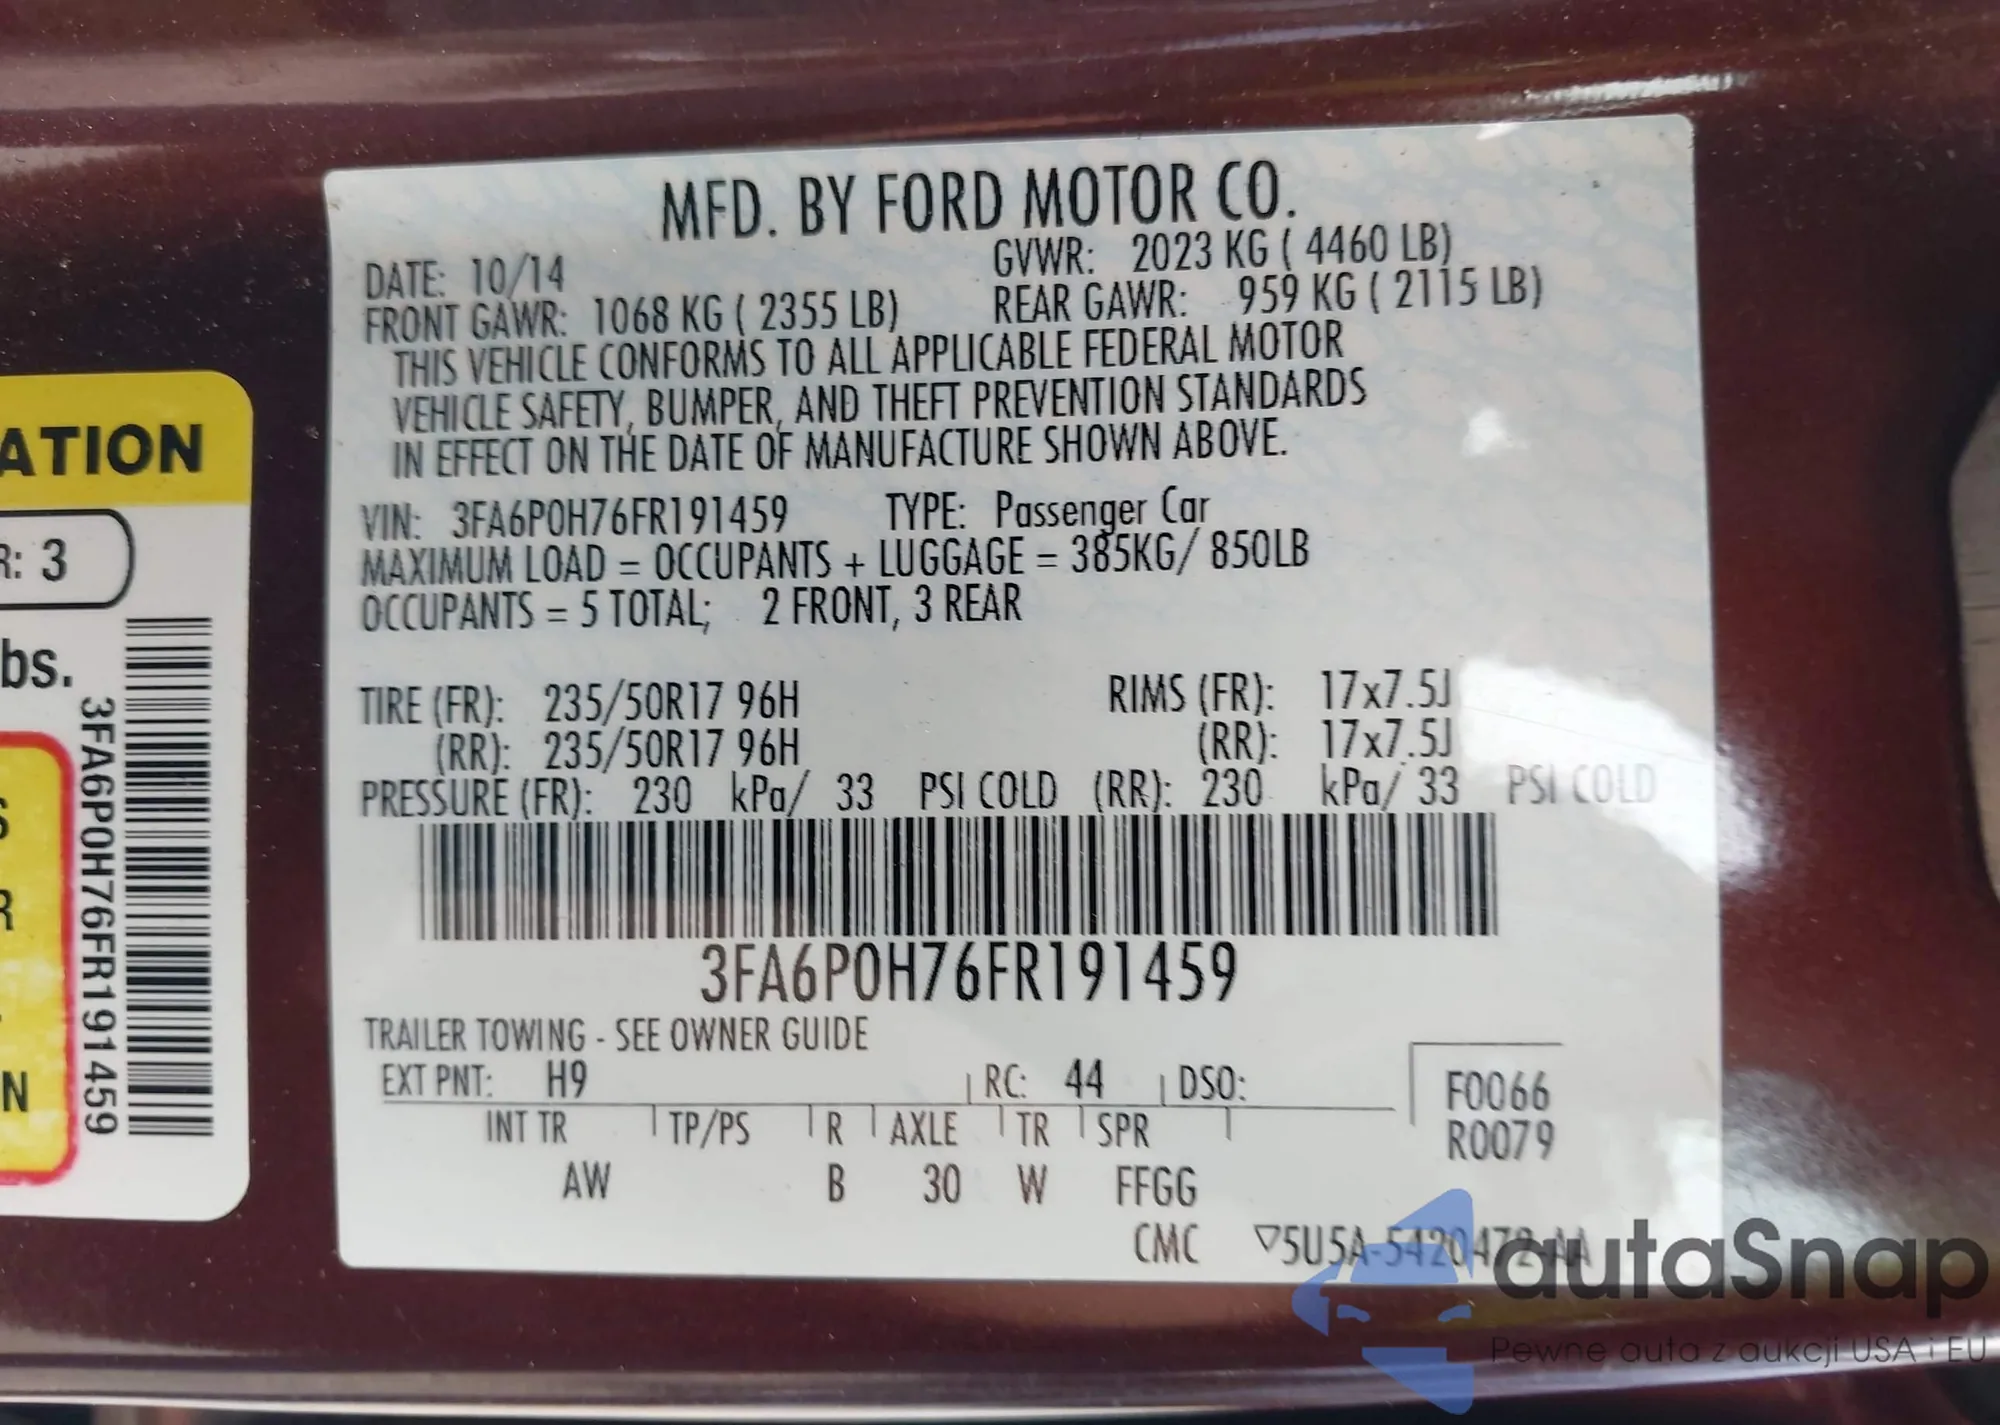 MFD. BY FORD MOTOR CO.
DATE: 10/14 GVWR: 2023 KG ( 4460 LB)
FRONT GAWR: 1068 KG ( 2355 LB) REAR GAWR: 959 KG ( 2115 LB)
THIS VEHICLE CONFORMS TO ALL APPLICABLE FEDERAL MOTOR
VEHICLE SAFETY, BUMPER, AND THEFT PREVENTION STANDARDS
IN EFFECT ON THE DATE OF MANUFACTURE SHOWN ABOVE.
VIN: 3FA6P0H76FR191459 TYPE: Passenger Car
MAXIMUM LOAD = OCCUPANTS + LUGGAGE = 385KG/ 850LB
OCCUPANTS = 5 TOTAL; 2 FRONT, 3 REAR
TIRE (FR): 235/50R17 96H RIMS (FR): 17x7.5J
(RR): 235/50R17 96H (RR): 17x7.5J
PRESSURE (FR): 230 kPa/ 33 PSI COLD (RR): 230 kPa/ 33 PSI COLD
3FA6P0H76FR191459
TRAILER TOWING - SEE OWNER GUIDE
EXT PNT: H9 RC: 44 DSO:
F0066
R0079
INT TR TP/PS R AXLE TR SPR
AW B 30 W FFGG
CMC ▽5U5A-5420472-AA
ATION
R: 3
bs.
3FA6P0H76FR191459
S
R
N
autaSnap
Pewne auta z aukcji USA i EU